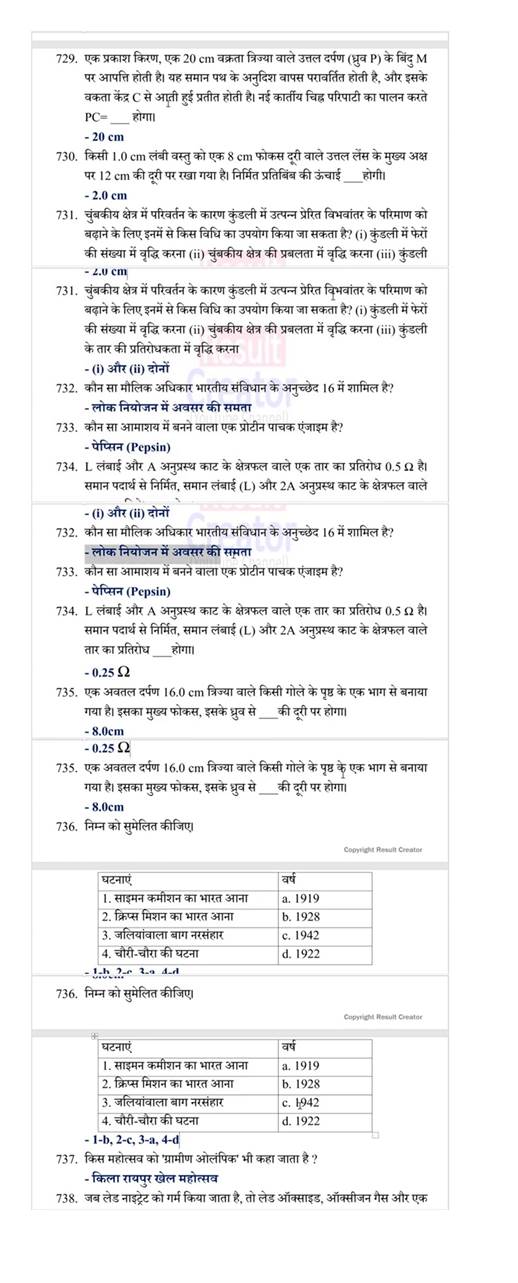 729. एक प्रकाश किरण, एक 20 cm वक्रता त्रिज्या वाले उत्तल दर्पण (ध्रुव P) के बिंदु M
पर आपत्ति होती है। यह समान पथ के अनुदिश वापस परावर्तित होती है, और इसके
वकता केंद्र C से आती हुई प्रतीत होती है। नई कार्तीय चिह्न परिपाटी का पालन करते
PC=____ होगा।
- 20 cm
730. किसी 1.0 cm लंबी वस्तु को एक 8 cm फोकस दूरी वाले उत्तल लेंस के मुख्य अक्ष
पर 12 cm की दूरी पर रखा गया है। निर्मित प्रतिबिंब की ऊंचाई____होगी।
- 2.0 cm
731. चुंबकीय क्षेत्र में परिवर्तन के कारण कुंडली में उत्पन्न प्रेरित विभवांतर के परिमाण को
बढ़ाने के लिए इनमें से किस विधि का उपयोग किया जा सकता है? (i) कुंडली में फेरों
की संख्या में वृद्धि करना (ii) चुंबकीय क्षेत्र की प्रबलता में वृद्धि करना (iii) कुंडली
- 2.0 cm
731. चुंबकीय क्षेत्र में परिवर्तन के कारण कुंडली में उत्पन्न प्रेरित विभवांतर के परिमाण को
बढ़ाने के लिए इनमें से किस विधि का उपयोग किया जा सकता है? (i) कुंडली में फेरों
की संख्या में वृद्धि करना (ii) चुंबकीय क्षेत्र की प्रबलता में वृद्धि करना (iii) कुंडली
के तार की प्रतिरोधकता में वृद्धि करना
- (i) और (ii) दोनों
732. कौन सा मौलिक अधिकार भारतीय संविधान के अनुच्छेद 16 में शामिल है?
- लोक नियोजन में अवसर की समता
733. कौन सा आमाशय में बनने वाला एक प्रोटीन पाचक एंजाइम है?
- पेप्सिन (Pepsin)
734. L लंबाई और A अनुप्रस्थ काट के क्षेत्रफल वाले एक तार का प्रतिरोध 0.5 Ω है।
समान पदार्थ से निर्मित, समान लंबाई (L) और 2A अनुप्रस्थ काट के क्षेत्रफल वाले
- (i) और (ii) दोनों
732. कौन सा मौलिक अधिकार भारतीय संविधान के अनुच्छेद 16 में शामिल है?
- लोक नियोजन में अवसर की समता
733. कौन सा आमाशय में बनने वाला एक प्रोटीन पाचक एंजाइम है?
- पेप्सिन (Pepsin)
734. L लंबाई और A अनुप्रस्थ काट के क्षेत्रफल वाले एक तार का प्रतिरोध 0.5 Ω है।
समान पदार्थ से निर्मित, समान लंबाई (L) और 2A अनुप्रस्थ काट के क्षेत्रफल वाले
तार का प्रतिरोध ____होगा।
- 0.25 Ω
735. एक अवतल दर्पण 16.0 cm त्रिज्या वाले किसी गोले के पृष्ठ के एक भाग से बनाया
गया है। इसका मुख्य फोकस, इसके ध्रुव से ____की दूरी पर होगा।
- 8.0cm
- 0.25 Ω
735. एक अवतल दर्पण 16.0 cm त्रिज्या वाले किसी गोले के पृष्ठ के एक भाग से बनाया
गया है। इसका मुख्य फोकस, इसके ध्रुव से ____की दूरी पर होगा।
- 8.0cm
736. निम्न को सुमेलित कीजिए।
Copyright Result Creator
घटनाएं वर्ष
1. साइमन कमीशन का भारत आना a. 1919
2. क्रिप्स मिशन का भारत आना b. 1928
3. जलियांवाला बाग नरसंहार c. 1942
4. चौरी-चौरा की घटना d. 1922
- 1-b, 2-c, 3-a, 4-d
736. निम्न को सुमेलित कीजिए।
Copyright Result Creator
घटनाएं वर्ष
1. साइमन कमीशन का भारत आना a. 1919
2. क्रिप्स मिशन का भारत आना b. 1928
3. जलियांवाला बाग नरसंहार c. 1942
4. चौरी-चौरा की घटना d. 1922
- 1-b, 2-c, 3-a, 4-d
737. किस महोत्सव को 'ग्रामीण ओलंपिक' भी कहा जाता है ?
- किला रायपुर खेल महोत्सव
738. जब लेड नाइट्रेट को गर्म किया जाता है, तो लेड ऑक्साइड, ऑक्सीजन गैस और एक